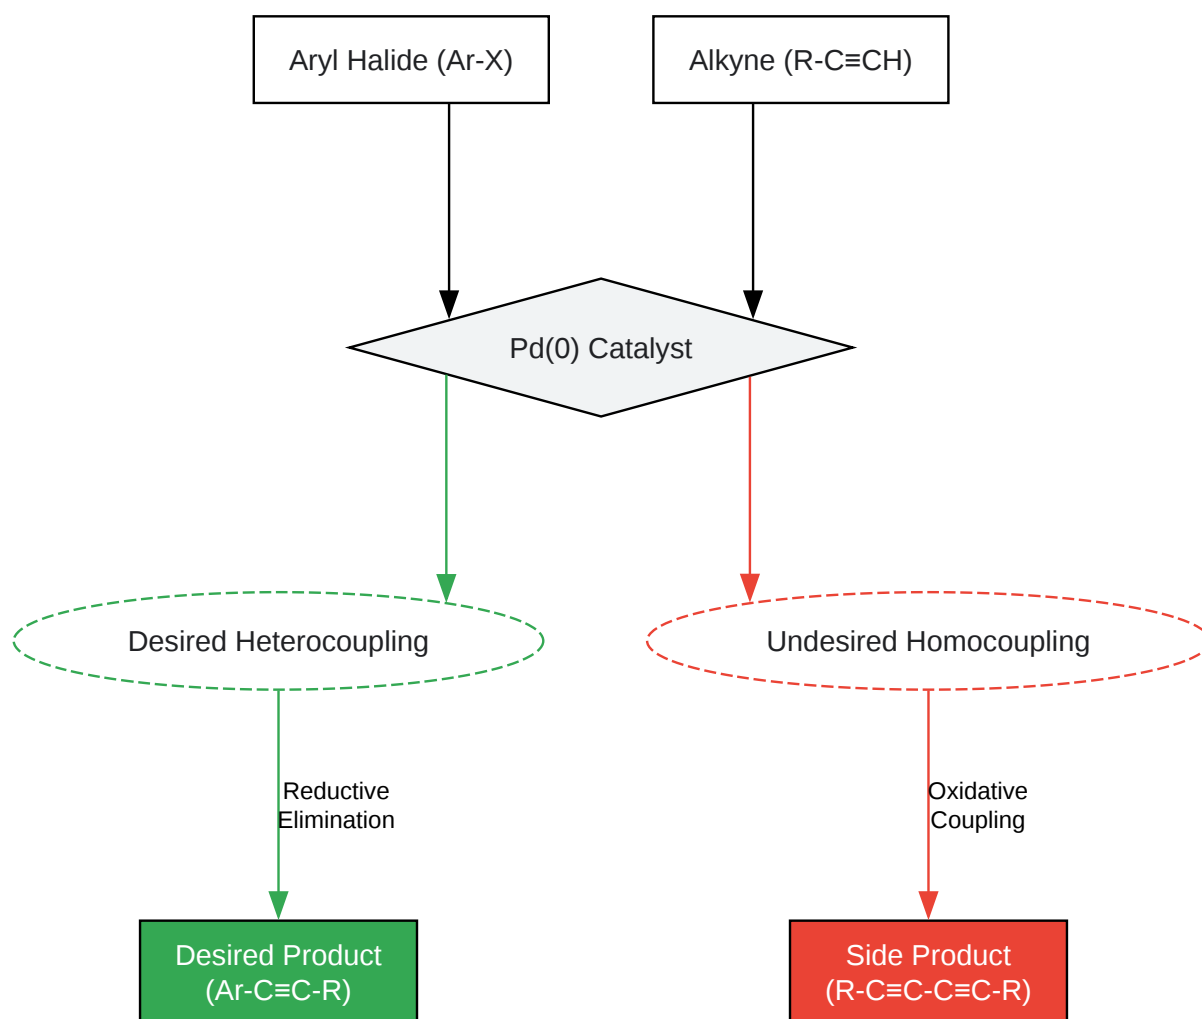 Aryl Halide (Ar-X)
Alkyne (R-C≡CH)
Pd(0) Catalyst
Desired Heterocoupling
Undesired Homocoupling
Reductive
Elimination
Oxidative
Coupling
Desired Product
(Ar-C≡C-R)
Side Product
(R-C≡C-C≡C-R)